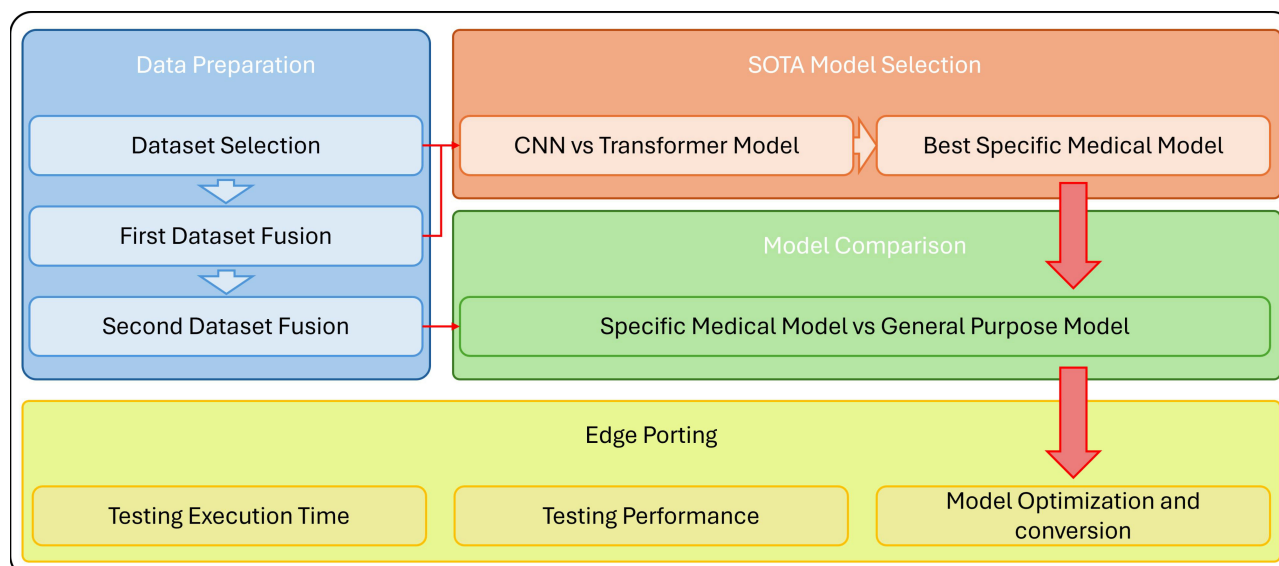 Data Preparation
Dataset Selection
First Dataset Fusion
Second Dataset Fusion
SOTA Model Selection
CNN vs Transformer Model
Best Specific Medical Model
Model Comparison
Specific Medical Model vs General Purpose Model
Edge Porting
Testing Execution Time
Testing Performance
Model Optimization and
conversion